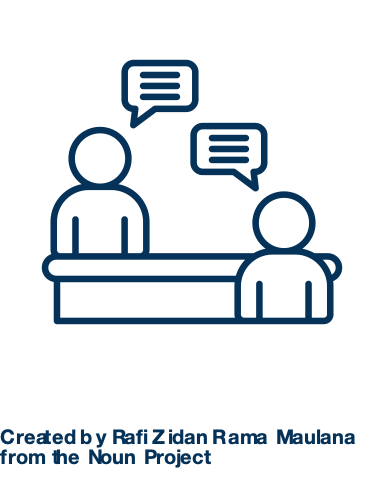 Created by Rafi Zidan Rama Maulana
from the Noun Project